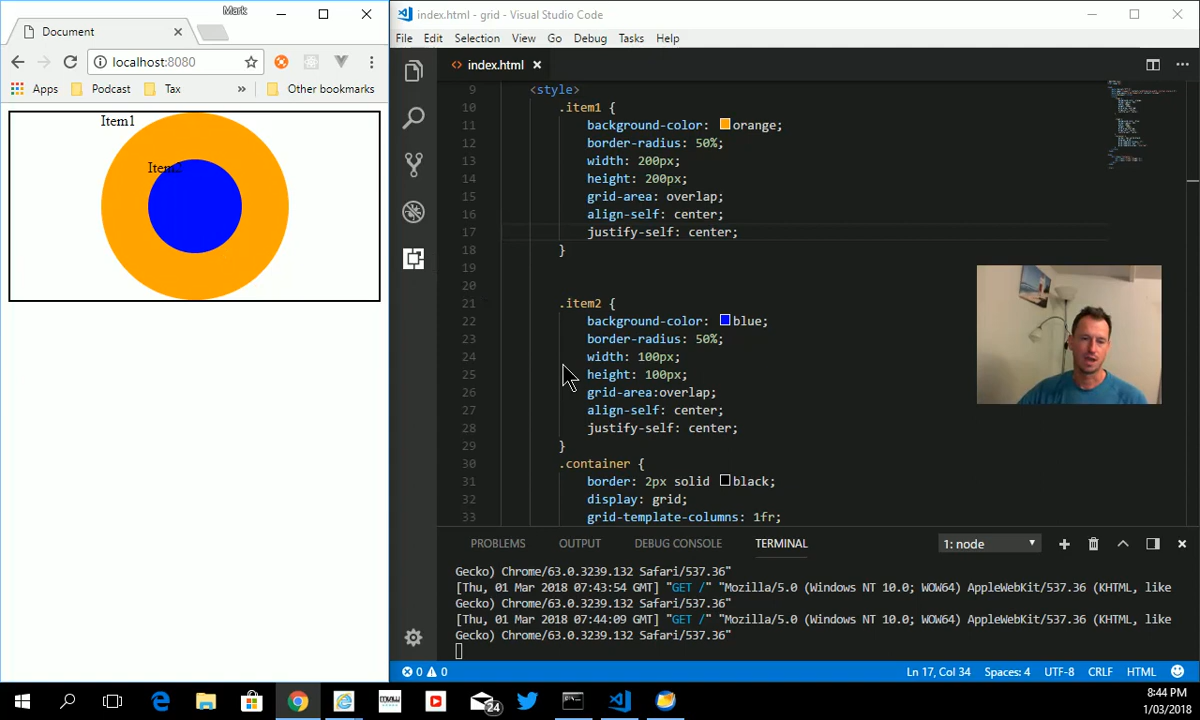 Mark
Document
localhost:8080
Apps
Podcast
Tax
»
Other bookmarks
Item1
Item2
index.html - grid - Visual Studio Code
File Edit Selection View Go Debug Tasks Help
<> index.html
9 <style>
10 .item1 {
11 background-color: orange;
12 border-radius: 50%;
13 width: 200px;
14 height: 200px;
15 grid-area: overlap;
16 align-self: center;
17 justify-self: center;
18 }
19
20
21 .item2 {
22 background-color: blue;
23 border-radius: 50%;
24 width: 100px;
25 height: 100px;
26 grid-area:overlap;
27 align-self: center;
28 justify-self: center;
29 }
30 .container {
31 border: 2px solid black;
32 display: grid;
33 grid-template-columns: 1fr;
PROBLEMS OUTPUT DEBUG CONSOLE TERMINAL
1: node
Gecko) Chrome/63.0.3239.132 Safari/537.36"
[Thu, 01 Mar 2018 07:43:54 GMT] "GET /" "Mozilla/5.0 (Windows NT 10.0; WOW64) AppleWebKit/537.36 (KHTML, like
Gecko) Chrome/63.0.3239.132 Safari/537.36"
[Thu, 01 Mar 2018 07:44:09 GMT] "GET /" "Mozilla/5.0 (Windows NT 10.0; WOW64) AppleWebKit/537.36 (KHTML, like
Gecko) Chrome/63.0.3239.132 Safari/537.36"
0 0
Ln 17, Col 34 Spaces: 4 UTF-8 CRLF HTML
24
8:44 PM
1/03/2018